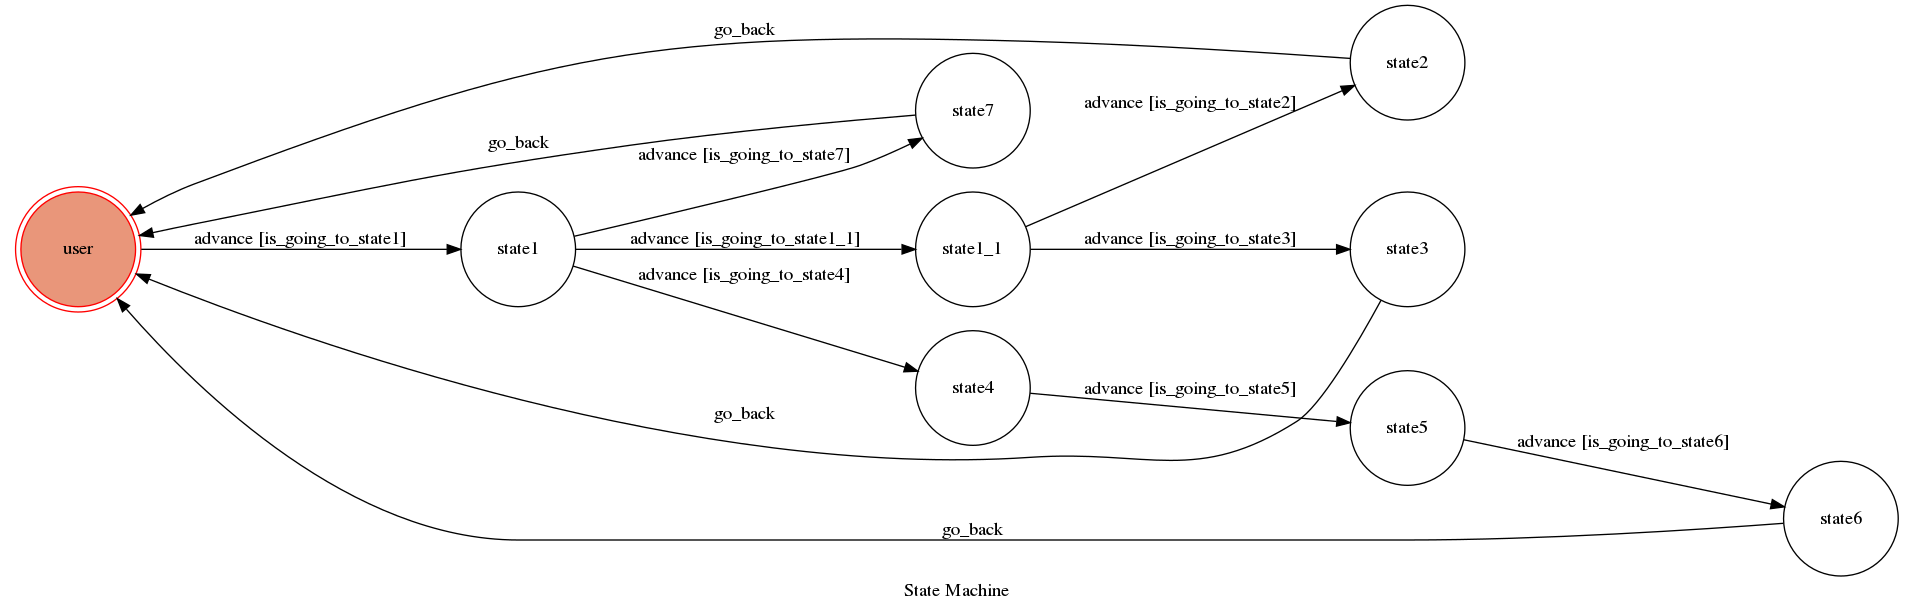 go_back
state2
advance [is_going_to_state2]
state7
go_back
advance [is_going_to_state7]
user
advance [is_going_to_state1]
state1
advance [is_going_to_state1_1]
state1_1
advance [is_going_to_state3]
state3
advance [is_going_to_state4]
state4
advance [is_going_to_state5]
go_back
state5
advance [is_going_to_state6]
state6
go_back
State Machine